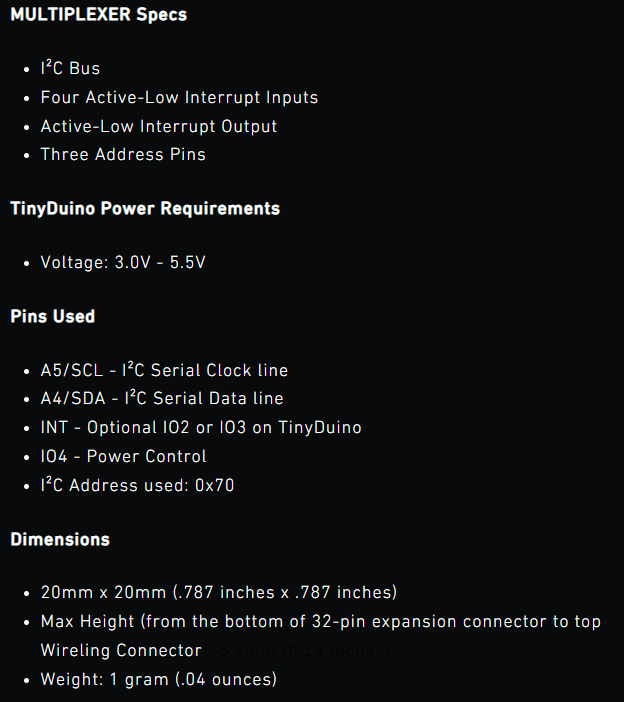 MULTIPLEXER Specs
• I²C Bus
• Four Active-Low Interrupt Inputs
• Active-Low Interrupt Output
• Three Address Pins
TinyDuino Power Requirements
• Voltage: 3.0V - 5.5V
Pins Used
• A5/SCL - I²C Serial Clock line
• A4/SDA - I²C Serial Data line
• INT - Optional IO2 or IO3 on TinyDuino
• IO4 - Power Control
• I²C Address used: 0x70
Dimensions
• 20mm x 20mm (.787 inches x .787 inches)
• Max Height (from the bottom of 32-pin expansion connector to top
Wireling Connector): 5.9mm (0.23 inches)
• Weight: 1 gram (.04 ounces)